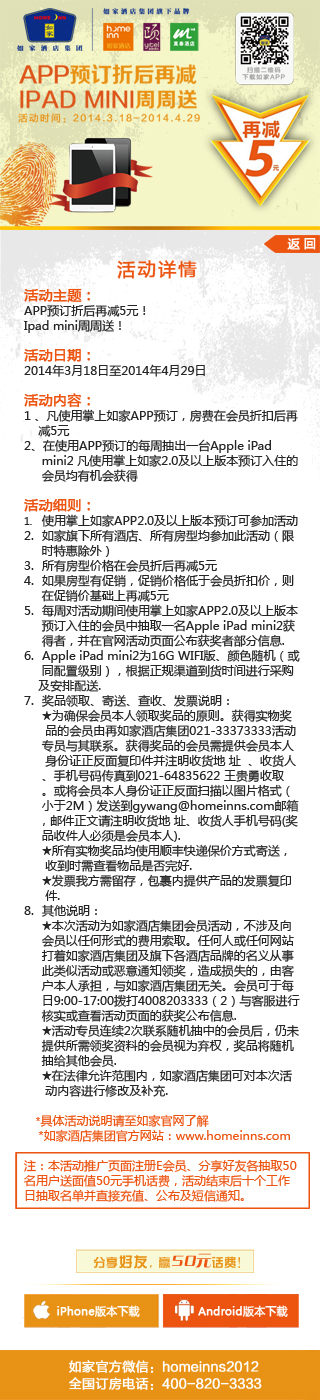 如家酒店集团旗下品牌
HOME INN
如家
如家酒店集团
home inn
如家酒店
yitel
莫泰酒店
扫描二维码
下载如家APP
APP预订折后再减
IPAD MINI周周送
活动时间：2014.3.18~2014.4.29
再减
5元
返回
活动详情
活动主题：
APP预订折后再减5元！
Ipad mini周周送！
活动日期：
2014年3月18日至2014年4月29日
活动内容：
1 、凡使用掌上如家APP预订，房费在会员折扣后再
减5元
2、在使用APP预订的每周抽出一台Apple iPad
mini2 凡使用掌上如家2.0及以上版本预订入住的
会员均有机会获得
活动细则：
1. 使用掌上如家APP2.0及以上版本预订可参加活动
2. 如家旗下所有酒店、所有房型均参加此活动（限
时特惠除外）
3. 所有房型价格在会员折后再减5元
4. 如果房型有促销，促销价格低于会员折扣价，则
在促销价基础上再减5元
5. 每周对活动期间使用掌上如家APP2.0及以上版本
预订入住的会员中抽取一名Apple iPad mini2获
得者，并在官网活动页面公布获奖者部分信息.
6. Apple iPad mini2为16G WIFI版、颜色随机（或
同配置级别），根据正规渠道到货时间进行采购
及安排配送.
7. 奖品领取、寄送、查收、发票说明：
★为确保会员本人领取奖品的原则。获得实物奖
品的会员由再如家酒店集团021-33373333活动
专员与其联系。获得奖品的会员需提供会员本人
身份证正反面复印件并注明收货地 址 、收货人
、手机号码传真到021-64835622 王贵勇收取
。或将会员本人身份证正反面扫描以图片格式（
小于2M ）发送到gywang@homeinns.com邮箱
，邮件正文请注明收货地 址、收货人手机号码(奖
品收件人必须是会员本人).
★所有实物奖品均使用顺丰快递保价方式寄送，
收到时需查看物品是否完好.
★发票我方需留存，包裹内提供产品的发票复印
件.
8. 其他说明：
★本次活动为如家酒店集团会员活动，不涉及向
会员以任何形式的费用索取。任何人或任何网站
打着如家酒店集团及旗下各酒店品牌的名义从事
此类似活动或恶意通知领奖，造成损失的，由客
户本人承担，与如家酒店集团无关。会员可于每
日9:00-17:00拨打4008203333（2）与客服进行
核实或查看活动页面的获奖公布信息.
★活动专员连续2次联系随机抽中的会员后，仍未
提供所需领奖资料的会员视为弃权，奖品将随机
抽给其他会员.
★在法律允许范围内，如家酒店集团可对本次活
动内容进行修改及补充.
*具体活动说明请至如家官网了解
*如家酒店集团官方网站：www.homeinns.com
注：本活动推广页面注册E会员、分享好友各抽取50
名用户送面值50元手机话费，活动结束后十个工作
日抽取名单并直接充值、公布及短信通知。
分享好友，赢50元话费！
iPhone版本下载
Android版本下载
如家官方微信：homeinns2012
全国订房电话：400-820-3333